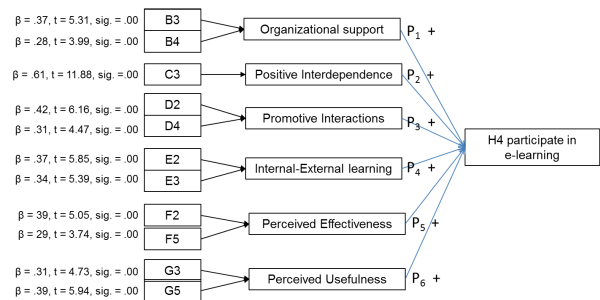 β = .37, t = 5.31, sig. = .00 B3
β = .28, t = 3.99, sig. = .00 B4
Organizational support P1 +
β = .61, t = 11.88, sig. =.00 C3 Positive Interdependence P2 +
β = .42, t = 6.16, sig. = .00 D2
β = .31, t = 4.47, sig. = .00 D4
Promotive Interactions P3 +
H4 participate in
e-learning
β = .37, t = 5.85, sig. = .00 E2
β = .34, t = 5.39, sig. = .00 E3
Internal-External learning P4 +
β = 39, t = 5.05, sig. = .00 F2
β = 29, t = 3.74, sig. = .00 F5
Perceived Effectiveness P5 +
β = .31, t = 4.73, sig. = .00 G3
β = .39, t = 5.94, sig. = .00 G5
Perceived Usefulness P6 +